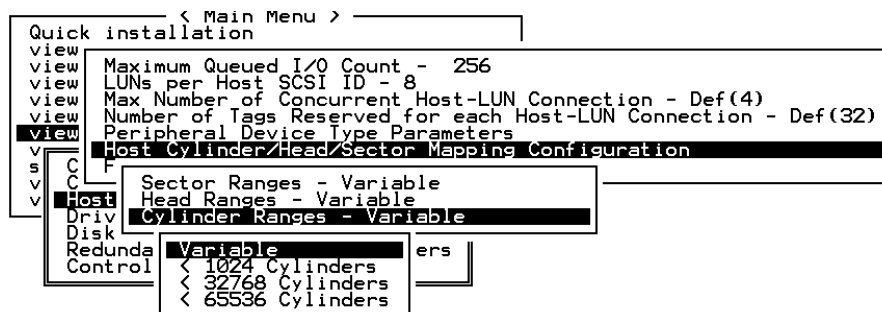 < Main Menu >
Quick installation
view
view
view
view
view
v
s
v
v
Maximum Queued I/O Count - 256
LUNs per Host SCSI ID - 8
Max Number of Concurrent Host-LUN Connection - Def(4)
Number of Tags Reserved for each Host-LUN Connection - Def(32)
Peripheral Device Type Parameters
Host Cylinder/Head/Sector Mapping Configuration
F
C
C
Host
Driv
Disk
Redunda ers
Control
Sector Ranges - Variable
Head Ranges - Variable
Cylinder Ranges - Variable
Variable
< 1024 Cylinders
< 32768 Cylinders
< 65536 Cylinders